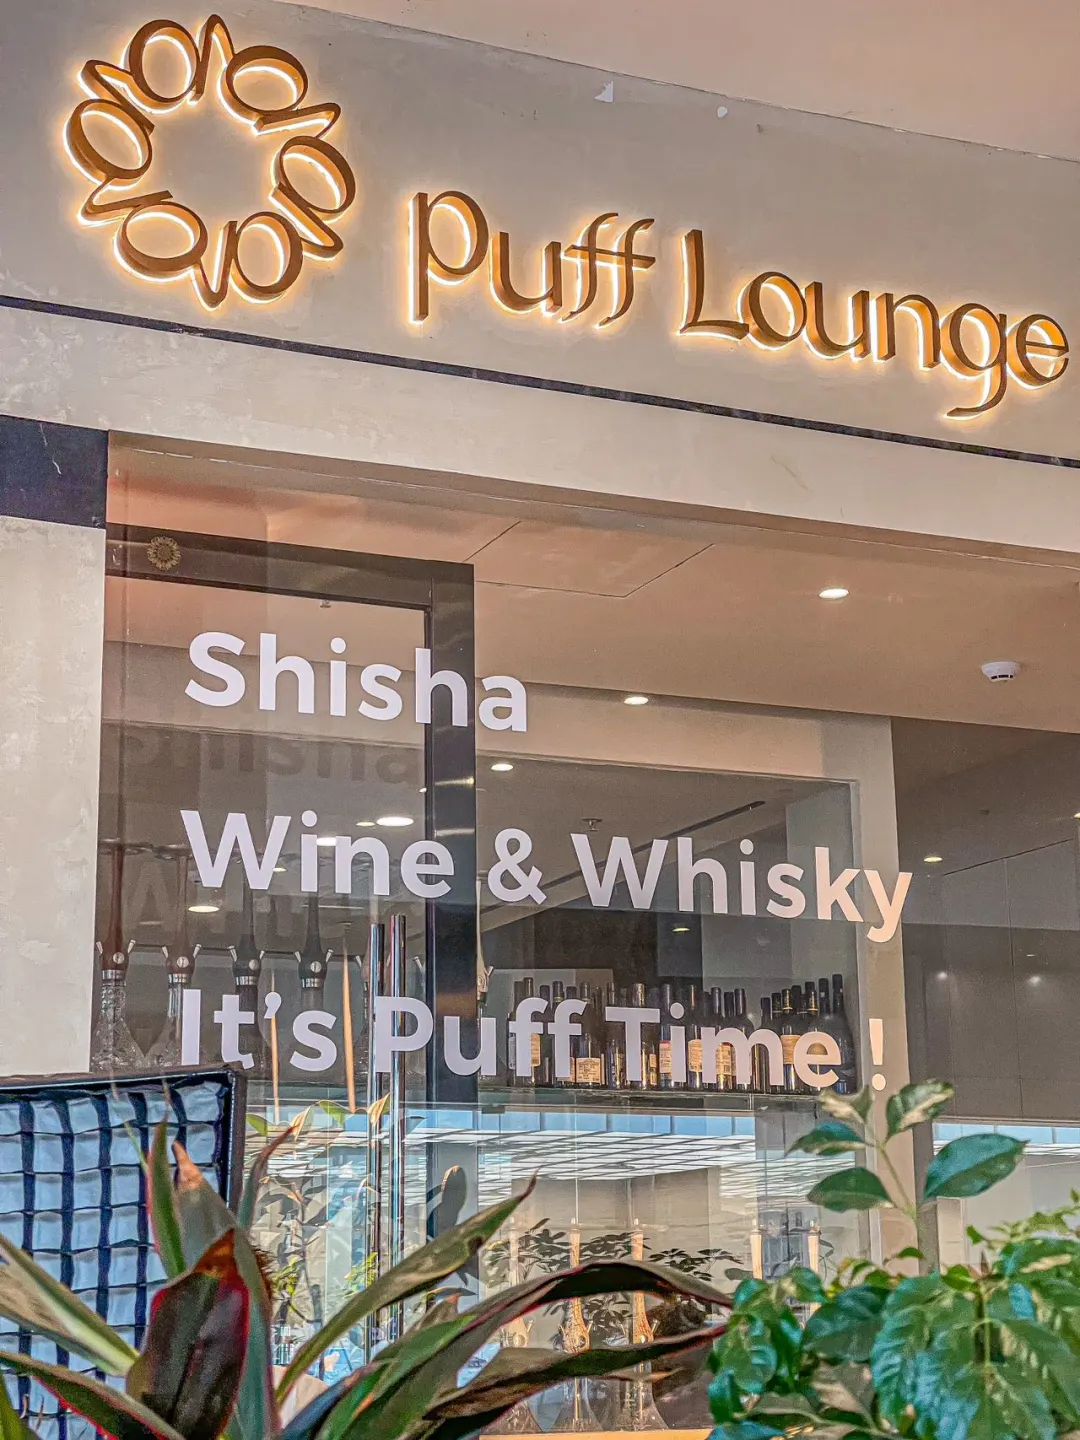 Puff Lounge
Shisha
Wine & Whisky
It's Puff Time !